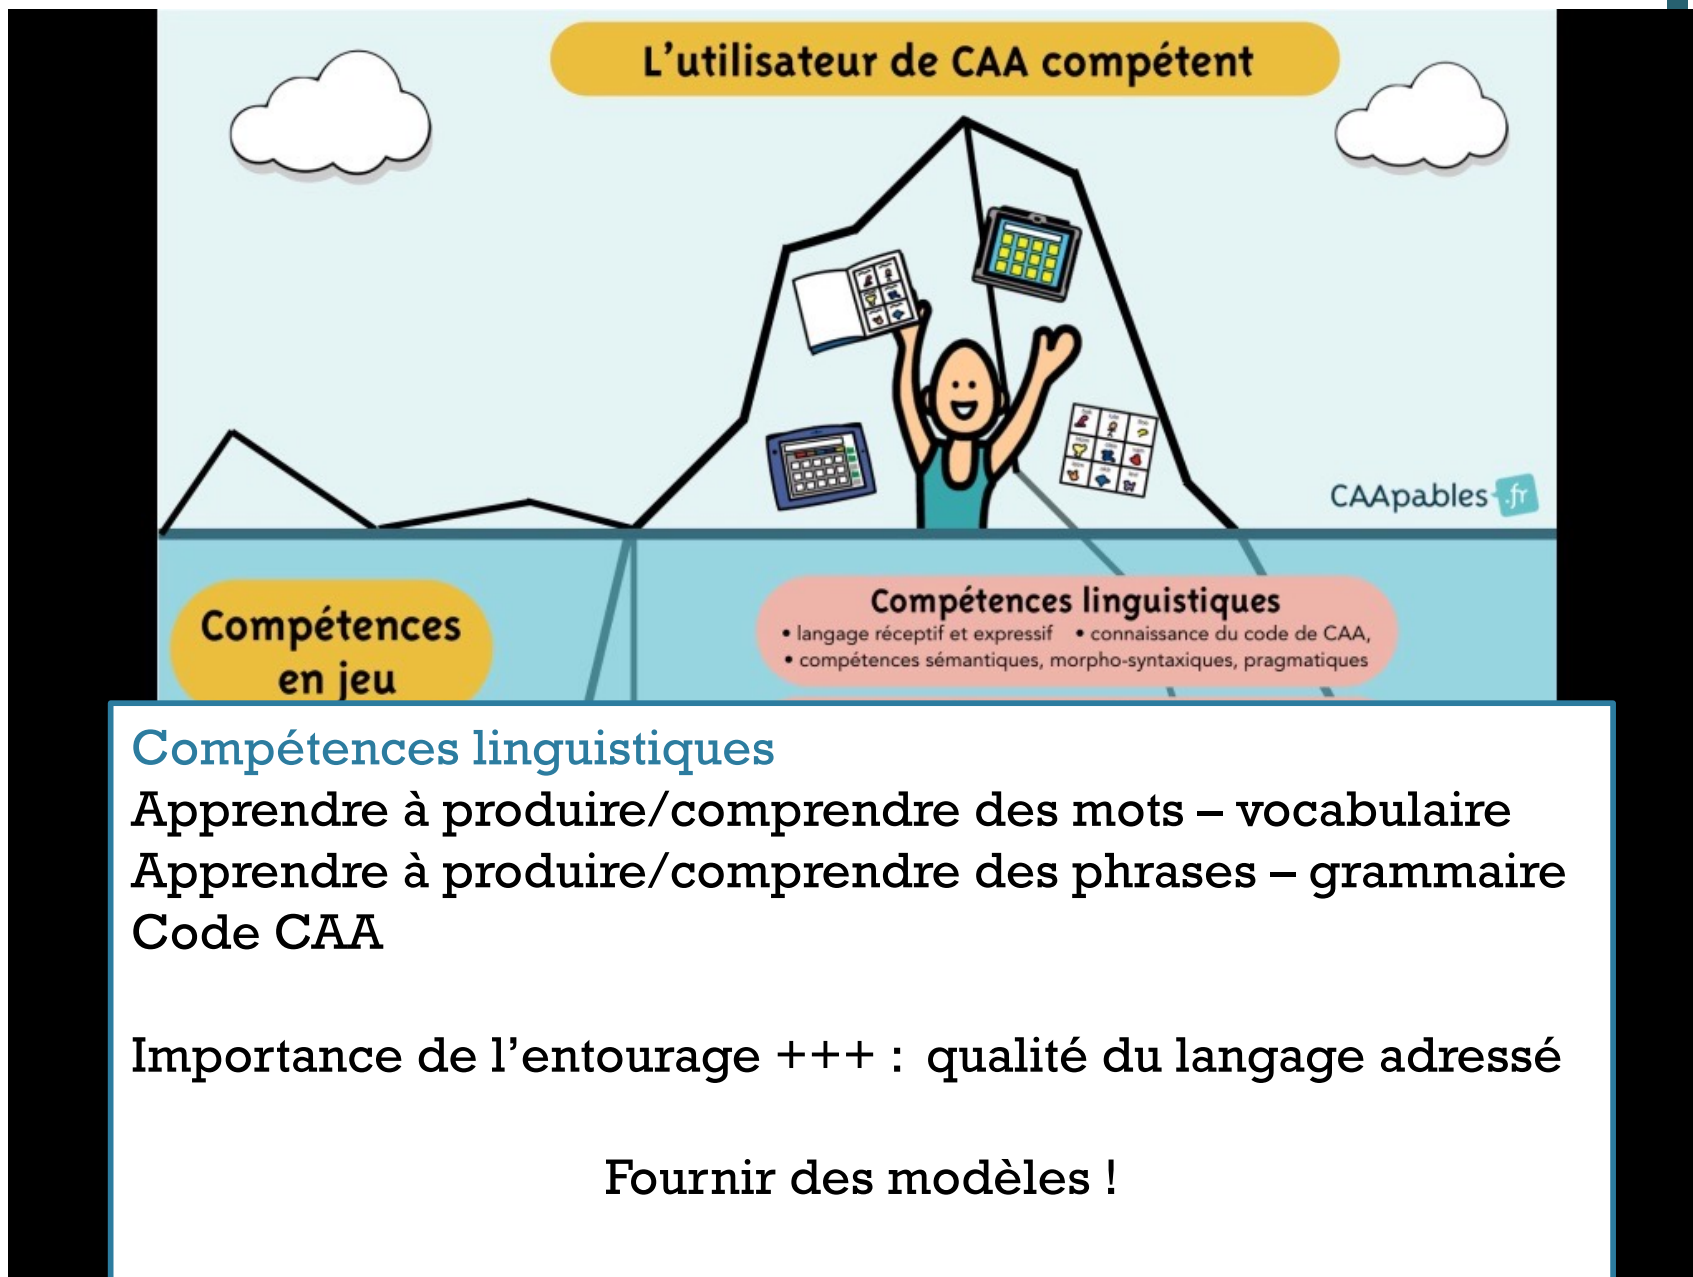 L'utilisateur de CAA compétent
CAApables .fr
Compétences
en jeu
Compétences linguistiques
• langage réceptif et expressif • connaissance du code de CAA,
• compétences sémantiques, morpho-syntaxiques, pragmatiques
Compétences linguistiques
Apprendre à produire/comprendre des mots – vocabulaire
Apprendre à produire/comprendre des phrases – grammaire
Code CAA
Importance de l'entourage +++ : qualité du langage adressé
Fournir des modèles !